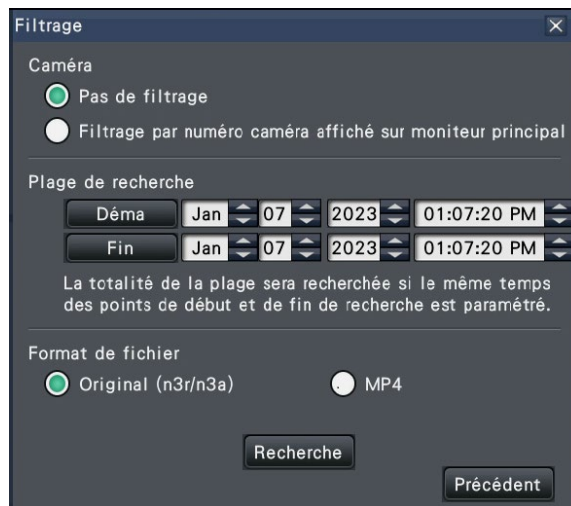 Filtrage
Caméra
Pas de filtrage
Filtrage par numéro caméra affiché sur moniteur principal
Plage de recherche
Déma Jan 07 2023 01:07:20 PM
Fin Jan 07 2023 01:07:20 PM
La totalité de la plage sera recherchée si le même temps
des points de début et de fin de recherche est paramétré.
Format de fichier
Original (n3r/n3a) MP4
Recherche
Précédent